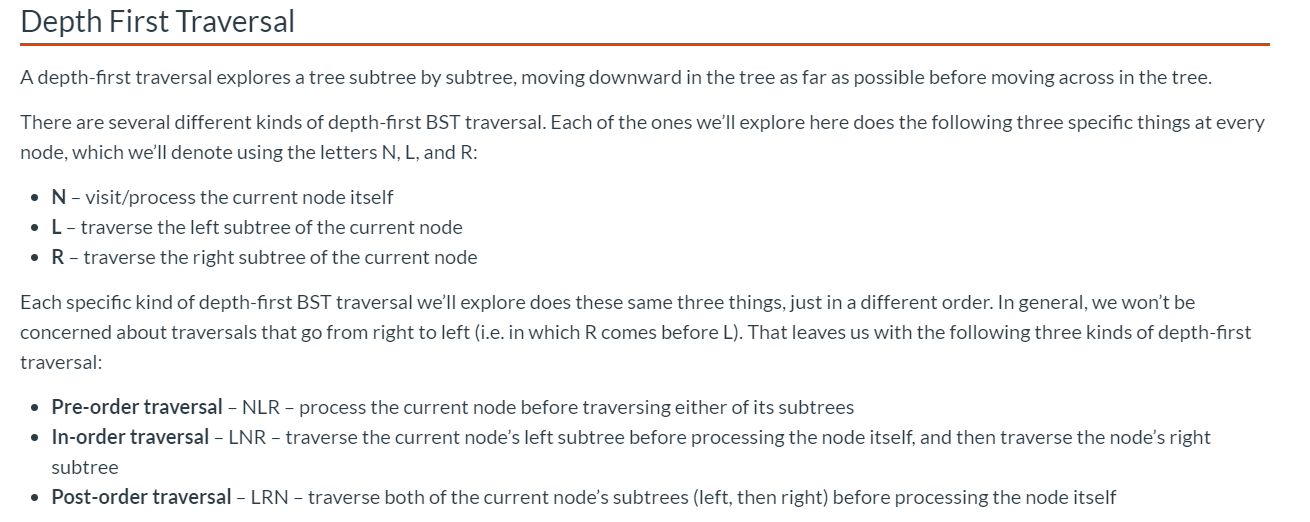 Depth First Traversal
A depth-first traversal explores a tree subtree by subtree, moving downward in the tree as far as possible before moving across in the tree.
There are several different kinds of depth-first BST traversal. Each of the ones we’ll explore here does the following three specific things at every
node, which we’ll denote using the letters N, L, and R:
• N – visit/process the current node itself
• L – traverse the left subtree of the current node
• R – traverse the right subtree of the current node
Each specific kind of depth-first BST traversal we’ll explore does these same three things, just in a different order. In general, we won’t be
concerned about traversals that go from right to left (i.e. in which R comes before L). That leaves us with the following three kinds of depth-first
traversal:
• Pre-order traversal – NLR – process the current node before traversing either of its subtrees
• In-order traversal – LNR – traverse the current node’s left subtree before processing the node itself, and then traverse the node’s right
subtree
• Post-order traversal – LRN – traverse both of the current node’s subtrees (left, then right) before processing the node itself